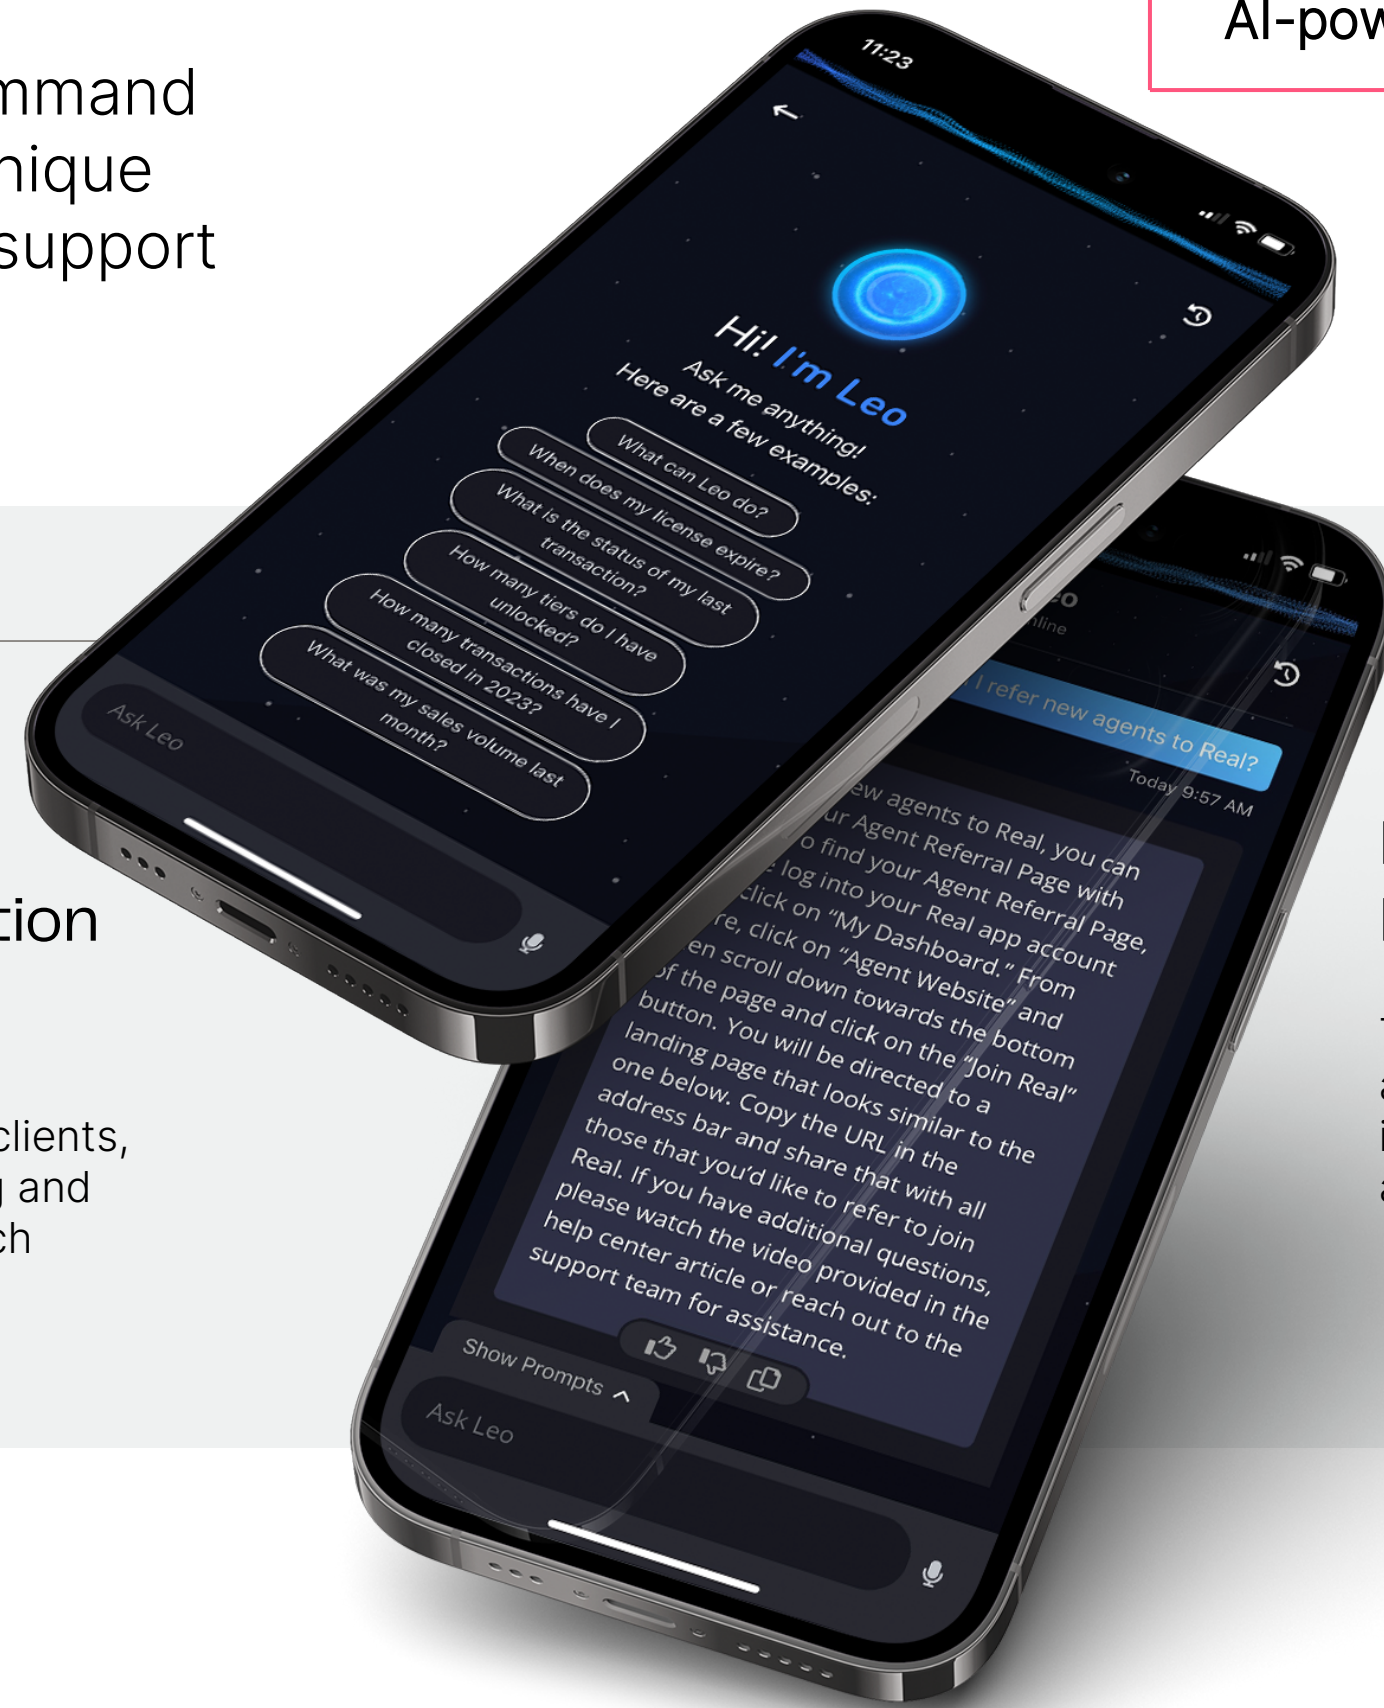 AI-pow
mmand
nique
support
11:23
Hi! I'm Leo
Ask me anything!
Here are a few examples:
What can Leo do?
When does my license expire?
What is the status of my last
transaction?
How many tiers do I have
unlocked?
How many transactions have I
closed in 2023?
What was my sales volume last
month?
Ask Leo
eo
nline
I refer new agents to Real?
Today 9:57 AM
ew agents to Real, you can
ur Agent Referral Page with
o find your Agent Referral Page,
e log into your Real app account
click on “My Dashboard.” From
re, click on “Agent Website” and
en scroll down towards the bottom
of the page and click on the “Join Real”
button. You will be directed to a
landing page that looks similar to the
one below. Copy the URL in the
address bar and share that with all
those that you’d like to refer to join
Real. If you have additional questions,
please watch the video provided in the
help center article or reach out to the
support team for assistance.
Show Prompts
Ask Leo
tion
clients,
g and
ch